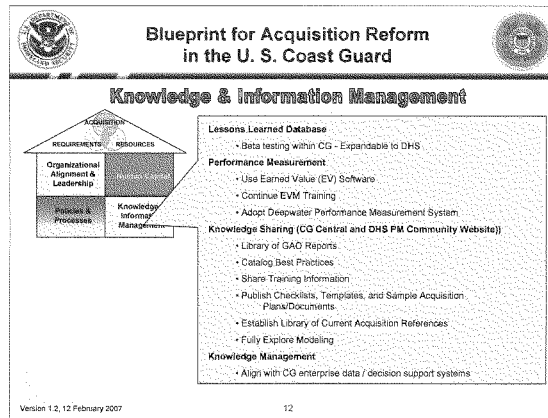 Blueprint for Acquisition Reform
in the U. S. Coast Guard
Knowledge & Information Management
ACQUISITION
REQUIREMENTS RESOURCES
Organizational
Alignment &
Leadership
Human Capital
Policies &
Processes
Knowledge
Informat
Management
Lessons Learned Database
• Beta testing within CG - Expandable to DHS
Performance Measurement
• Use Earned Value (EV) Software
• Continue EVM Training
• Adopt Deepwater Performance Measurement System
Knowledge Sharing (CG Central and DHS PM Community Website))
• Library of GAO Reports
• Catalog Best Practices
• Share Training Information
• Publish Checklists, Templates, and Sample Acquisition
Plans/Documents
• Establish Library of Current Acquisition References
• Fully Explore Modeling
Knowledge Management
• Align with CG enterprise data / decision support systems
Version 1.2, 12 February 2007
12